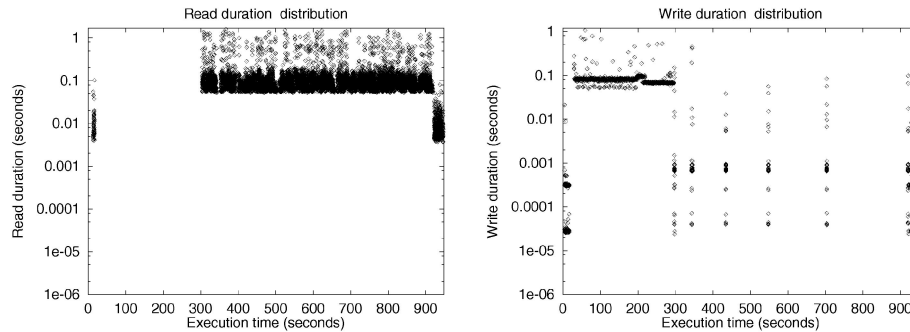 Read duration distribution
Read duration (seconds)
1
0.1
0.01
0.001
0.0001
1e-05
1e-06
0 100 200 300 400 500 600 700 800 900
Execution time (seconds)
Write duration distribution
Write duration (seconds)
1
0.1
0.01
0.001
0.0001
1e-05
1e-06
0 100 200 300 400 500 600 700 800 900
Execution time (seconds)